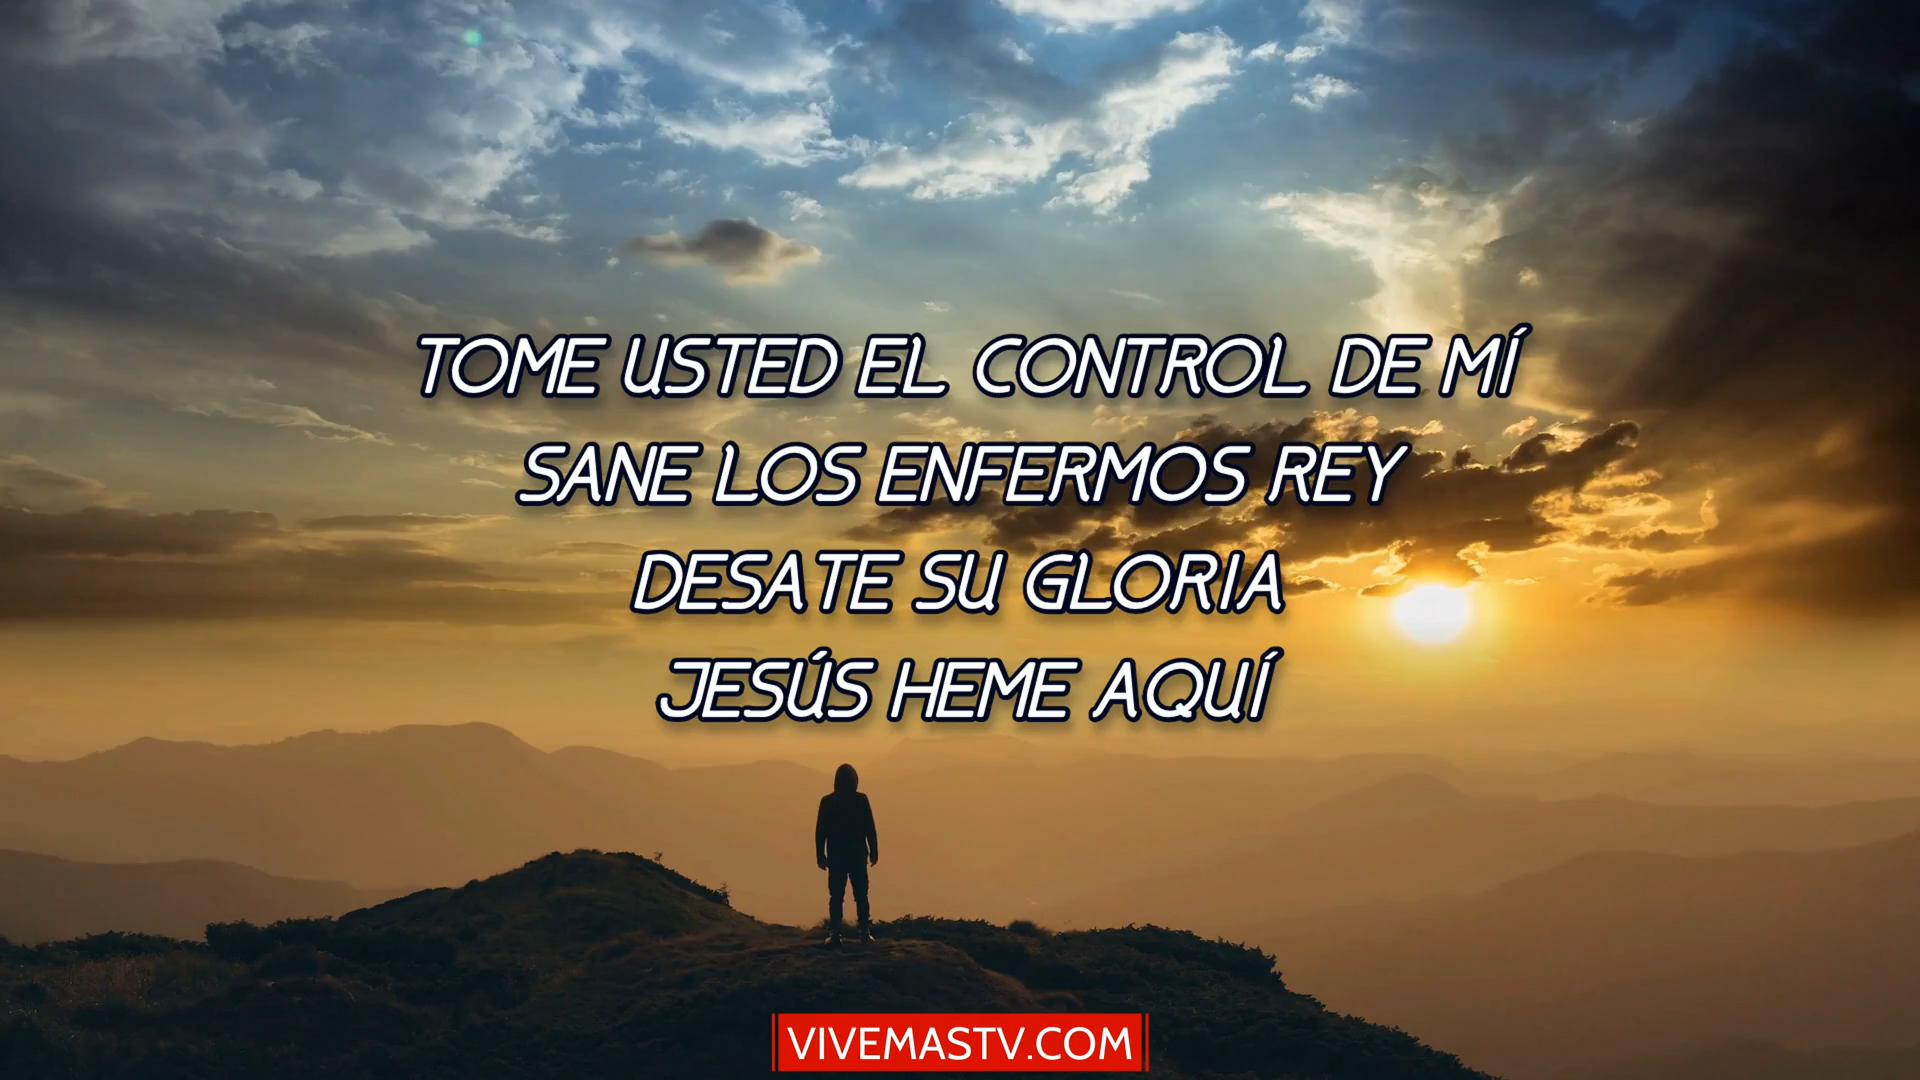 TOME USTED EL CONTROL DE MÍ
SANE LOS ENFERMOS REY
DESATE SU GLORIA
JESÚS HEME AQUÍ
VIVEMASTV.COM